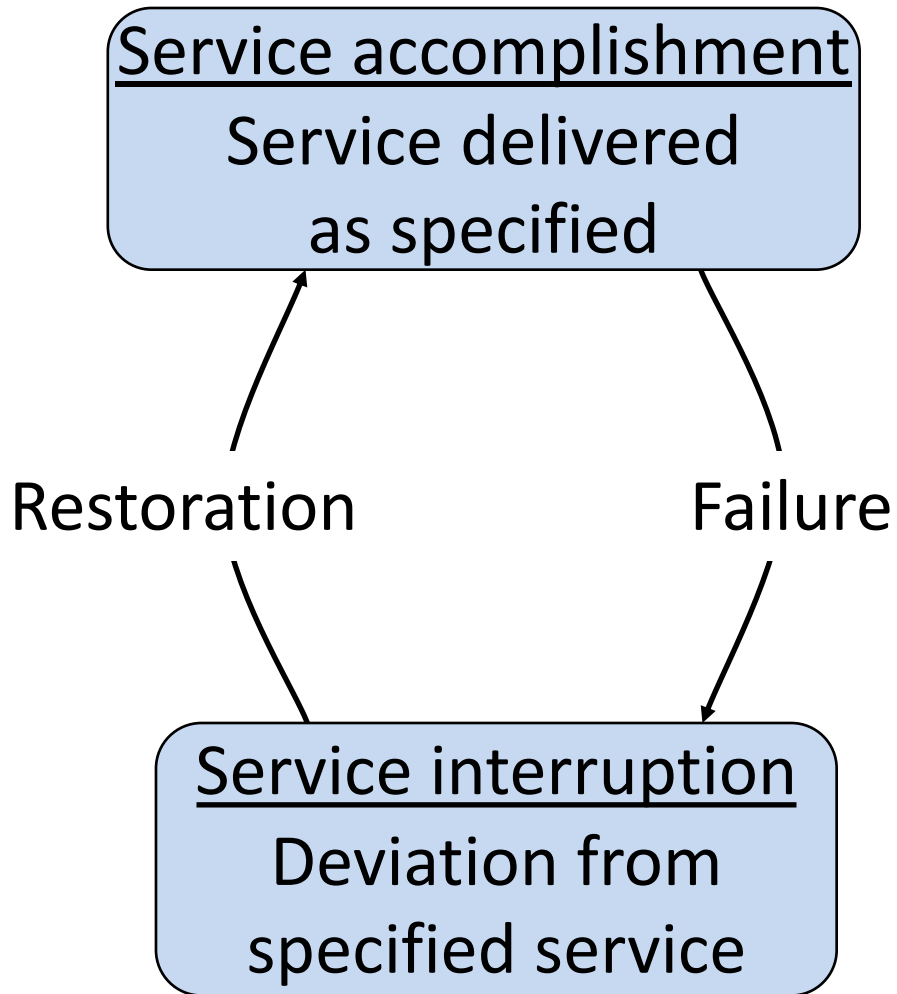 Service accomplishment
Service delivered
as specified
Restoration
Failure
Service interruption
Deviation from
specified service